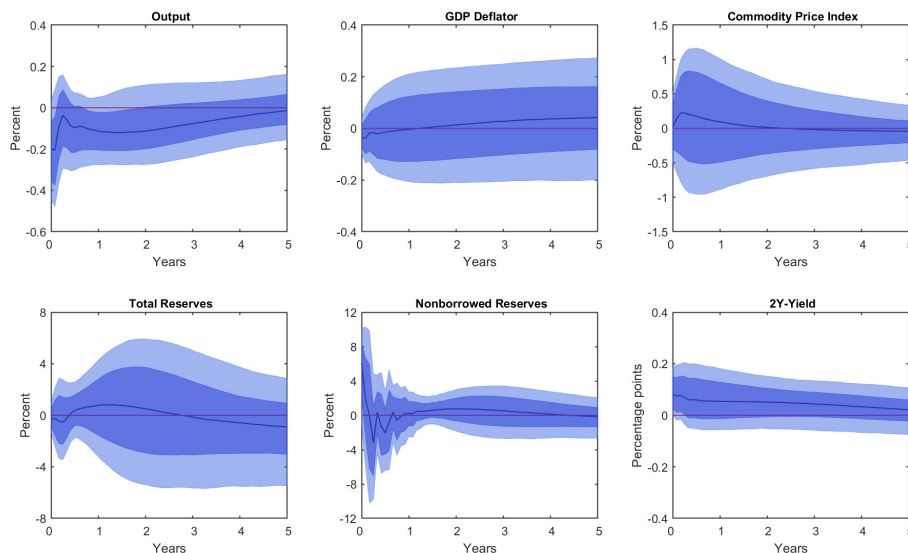 Output
GDP Deflator
Commodity Price Index
0.4
0.2
0
-0.2
-0.4
-0.6
Percent
0 1 2 3 4 5
Years
0.4
0.2
0
-0.2
-0.4
Percent
0 1 2 3 4 5
Years
1.5
1
0.5
0
-0.5
-1
-1.5
Percent
0 1 2 3 4 5
Years
Total Reserves
Nonborrowed Reserves
2Y-Yield
8
4
0
-4
-8
Percent
0 1 2 3 4 5
Years
12
8
4
0
-4
-8
-12
Percent
0 1 2 3 4 5
Years
0.4
0.2
0
-0.2
-0.4
Percentage points
0 1 2 3 4 5
Years